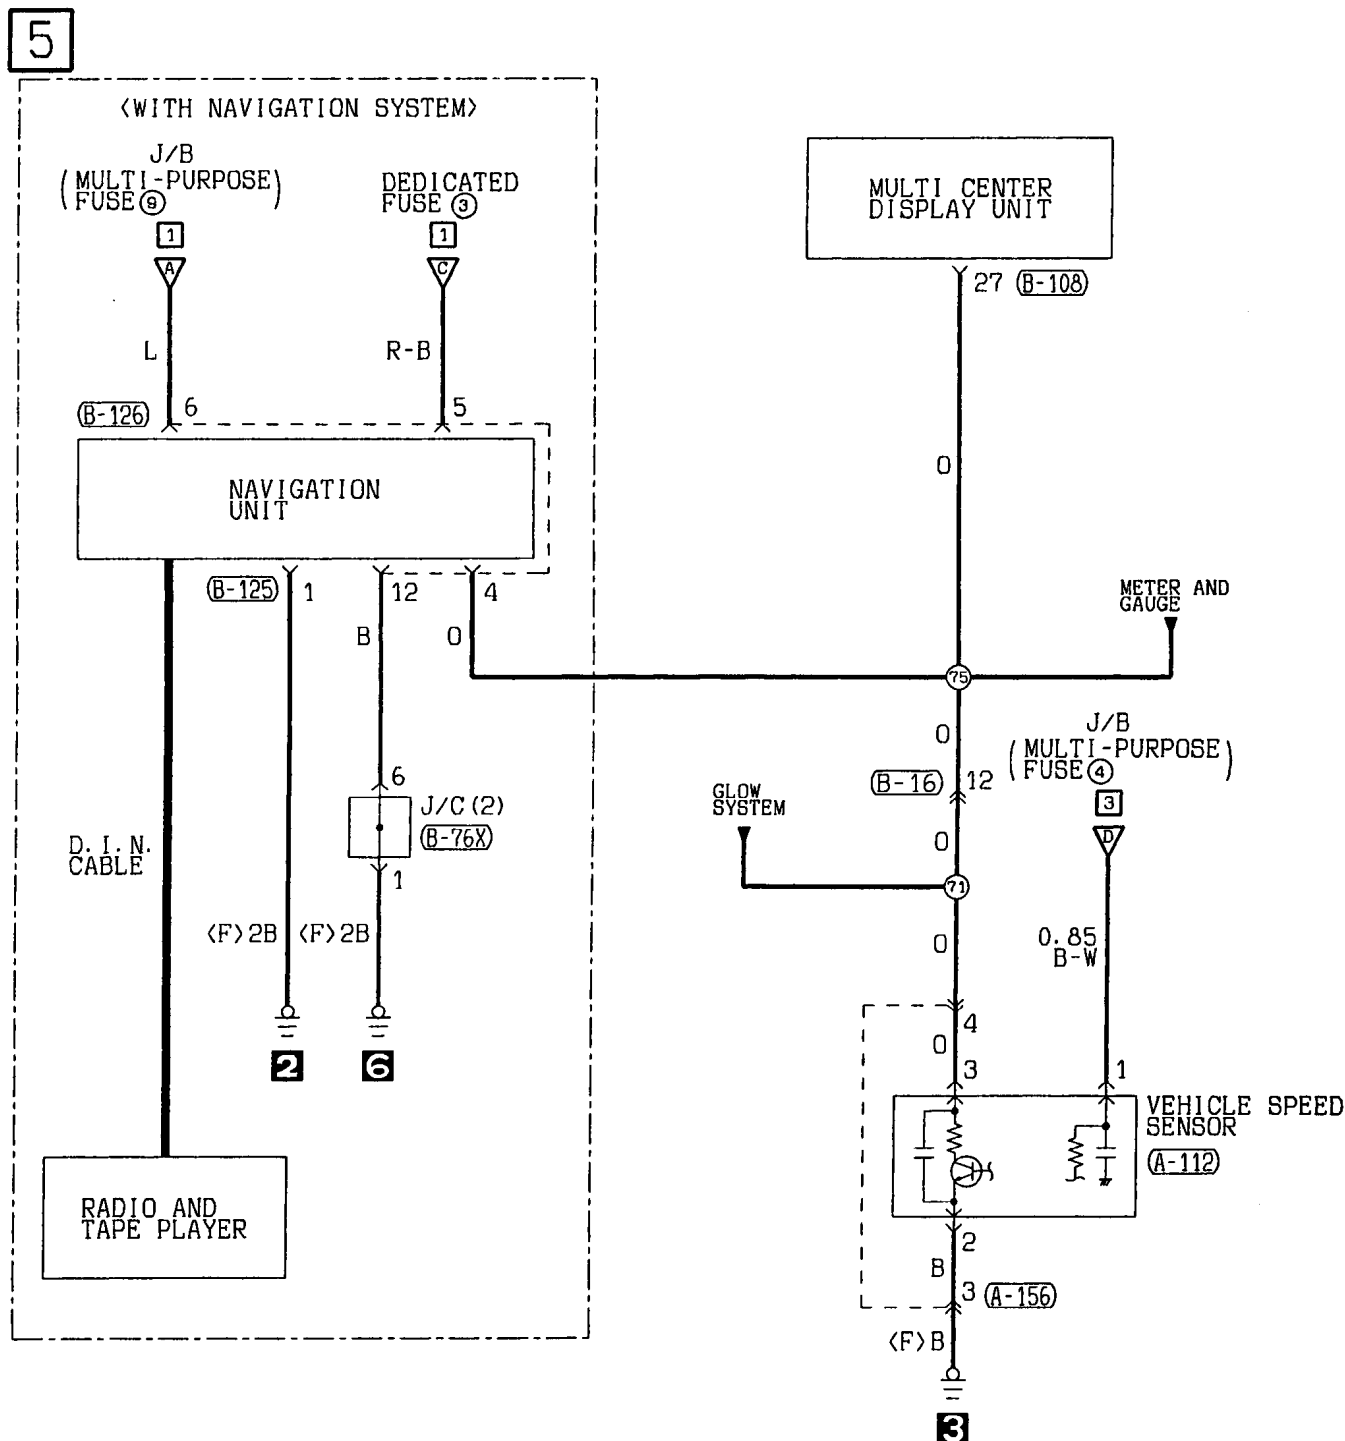 5
<WITH NAVIGATION SYSTEM>
J/B
(MULTI-PURPOSE
FUSE 9)
1
A
L
DEDICATED
FUSE 3
1
C
R-B
B-126
6
5
NAVIGATION
UNIT
B-125
1
12
4
B
O
6
J/C (2)
B-76X
1
D. I. N.
CABLE
<F>2B
<F>2B
2
6
RADIO AND
TAPE PLAYER
MULTI CENTER
DISPLAY UNIT
27
B-108
O
METER AND
GAUGE
75
O
J/B
(MULTI-PURPOSE
FUSE 4)
3
D
B-16
12
GLOW
SYSTEM
O
71
O
0.85
B-W
4
O
3
1
VEHICLE SPEED
SENSOR
A-112
2
B
3
A-156
<F>B
3